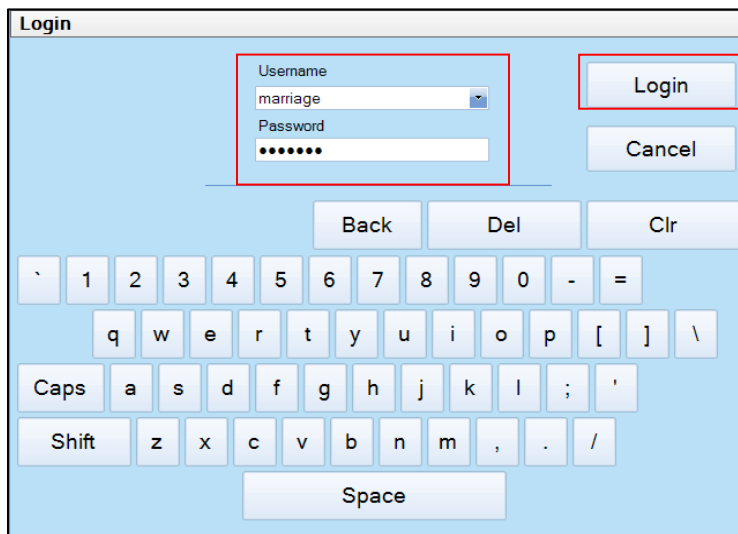 Login
Username
marriage
Login
Password
•••••••
Cancel
Back Del Clr
` 1 2 3 4 5 6 7 8 9 0 - =
q w e r t y u i o p [ ] \
Caps a s d f g h j k l ; '
Shift z x c v b n m , . /
Space